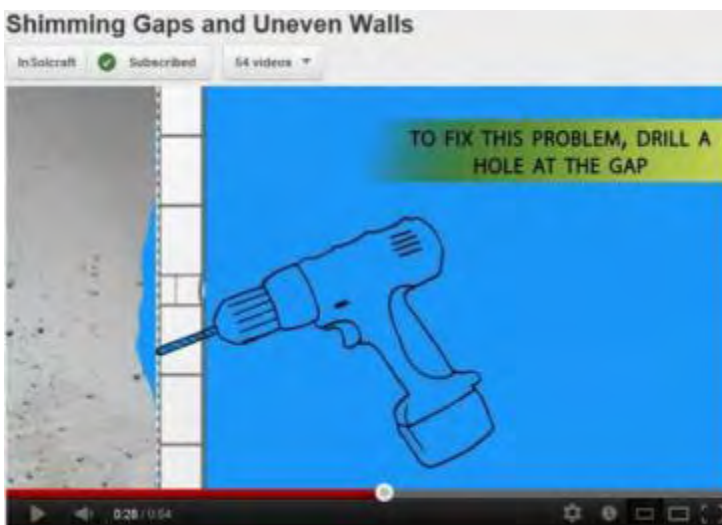 Shimming Gaps and Uneven Walls
InSolcraft Subscribed 54 videos
TO FIX THIS PROBLEM, DRILL A
HOLE AT THE GAP
0:28 / 0:54